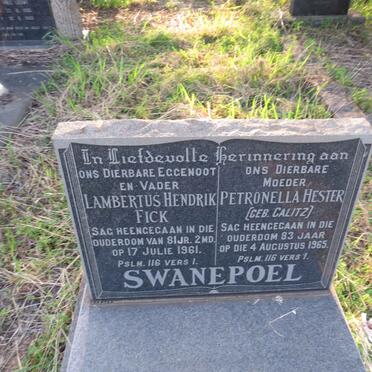 In Liefdevolle Herinnering aan
ONS DIERBARE EGGENOOT
EN VADER
LAMBERTUS HENDRIK
FICK
SAG HEENGEGAAN IN DIE
OUDERDOM VAN 81 JR. 2 MD.
OP 17 JULIE 1961.
PSLM. 116 VERS 1.
ONS DIERBARE
MOEDER
PETRONELLA HESTER
(GEB. CALITZ)
SAG HEENGEGAAN IN DIE
OUDERDOM 83 JAAR
OP DIE 4 AUGUSTUS 1965.
PSLM. 116 VERS 1.
SWANEPOEL